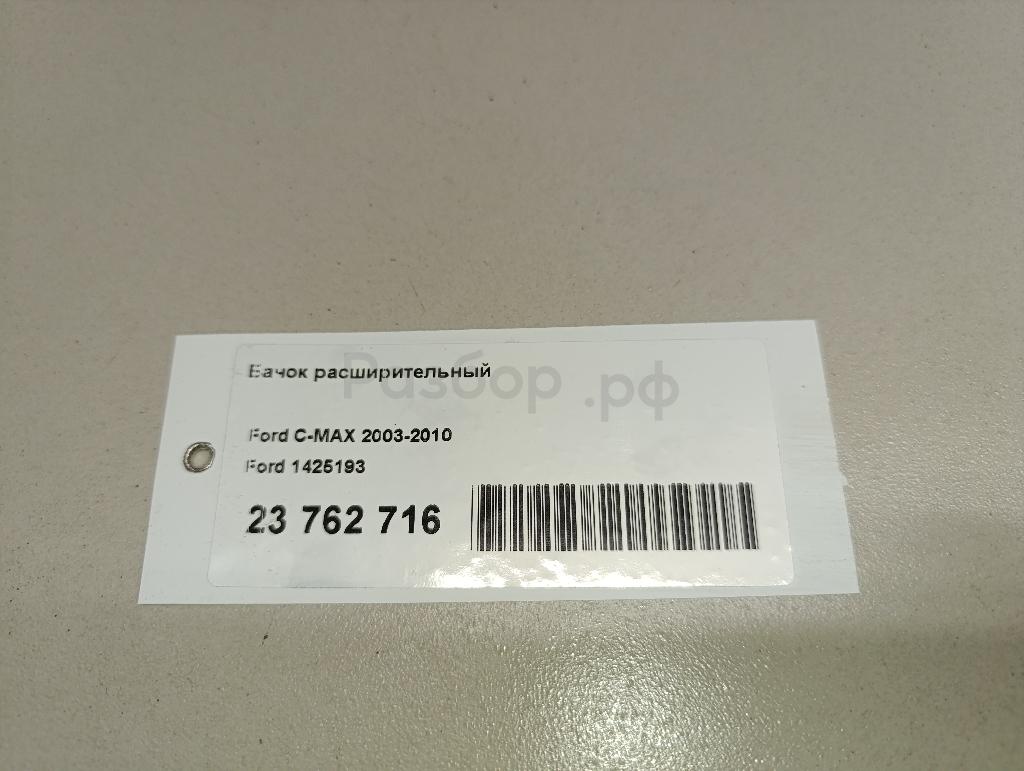 Бачок расширительный
Разбор.рф
Ford C-MAX 2003-2010
Ford 1425193
23 762 716